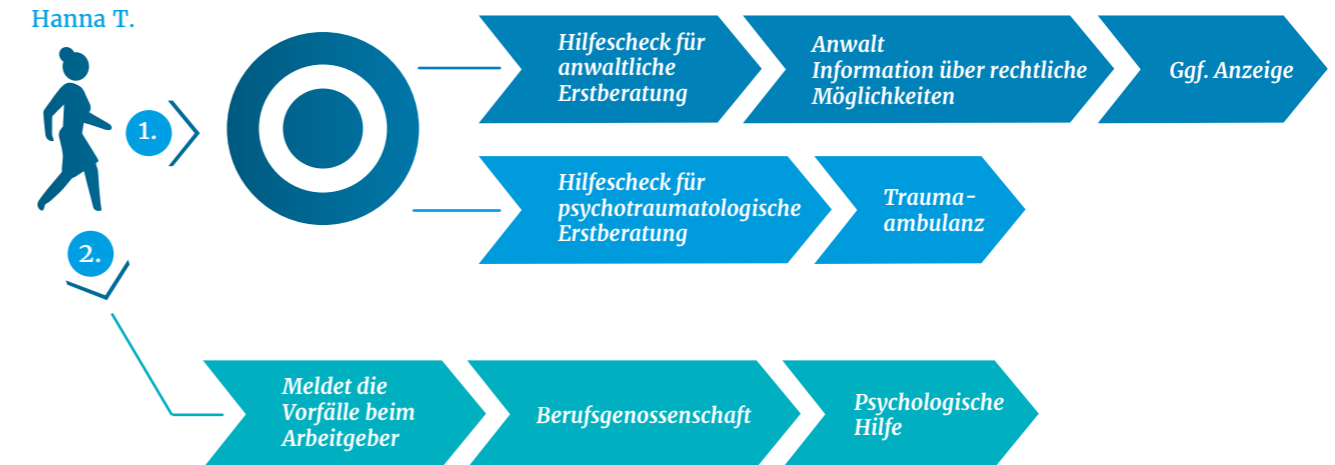 Hanna T.
1.
Hilfescheck für
anwaltliche
Erstberatung
Anwalt
Information über rechtliche
Möglichkeiten
Ggf. Anzeige
Hilfescheck für
psychotraumatologische
Erstberatung
Trauma-
ambulanz
2.
Meldet die
Vorfälle beim
Arbeitgeber
Berufsgenossenschaft
Psychologische
Hilfe